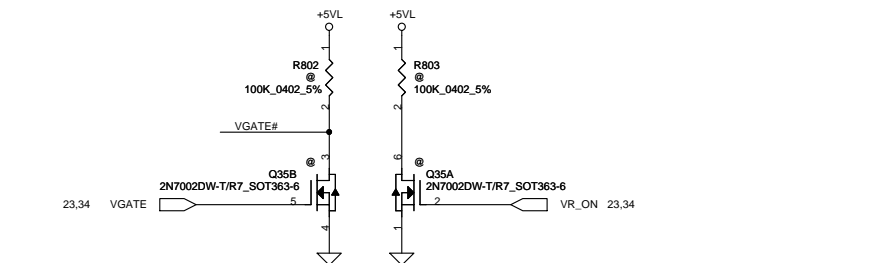 +5VL +5VL
1 1
R802 R803
@ @
100K_0402_5% 100K_0402_5%
2 2
VGATE#
3 6
@ @
Q35B Q35A
2N7002DW-T/R7_SOT363-6 2N7002DW-T/R7_SOT363-6
23,34 VGATE 5 2 VR_ON 23,34
4 1